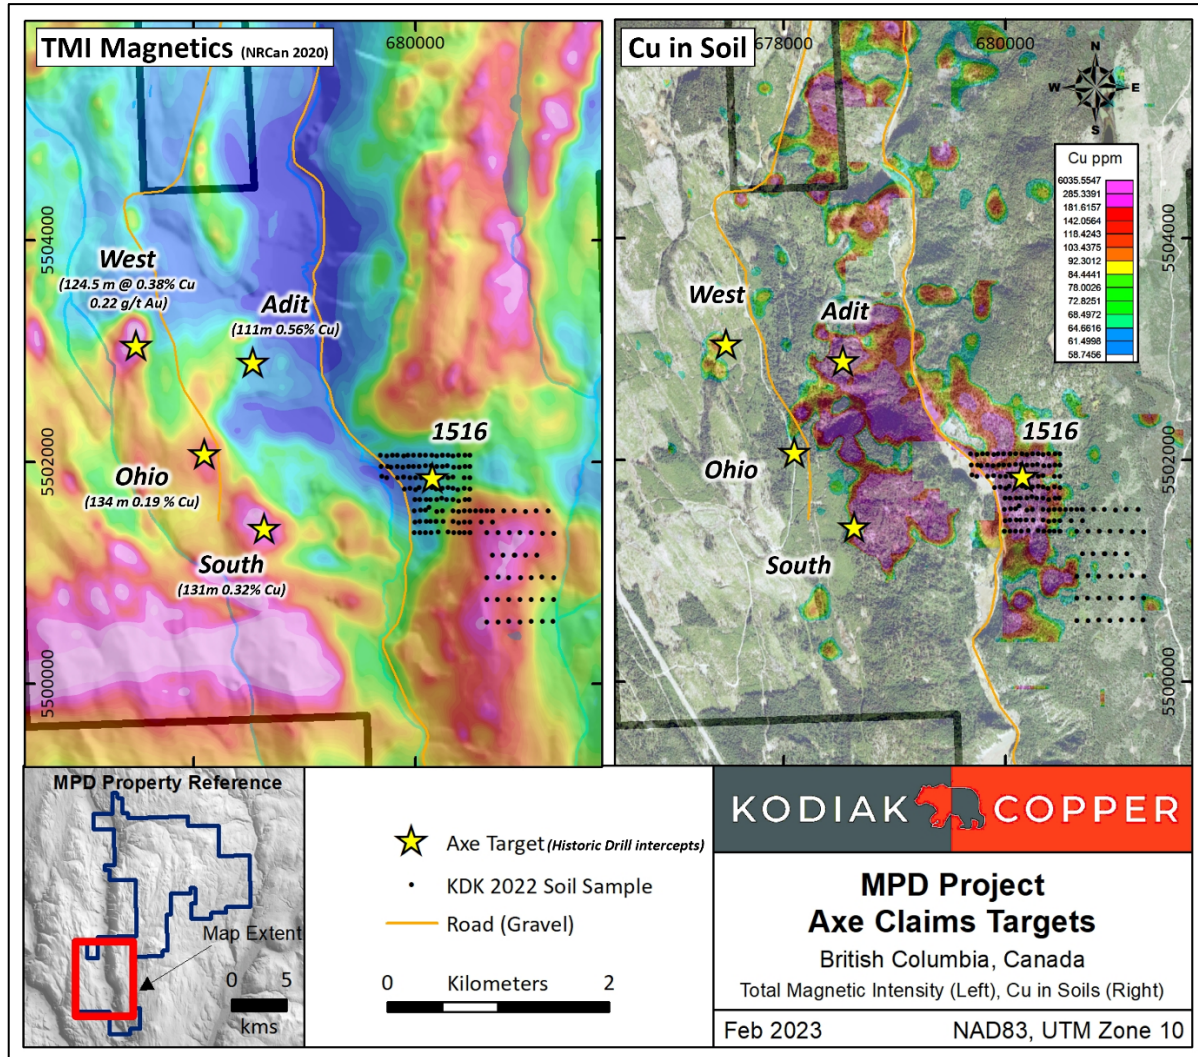 TMI Magnetics (NRCan 2020)
680000
5504000
5502000
5500000
West
(124.5 m @ 0.38% Cu
0.22 g/t Au)
Adit
(111m 0.56% Cu)
1516
Ohio
(134 m 0.19 % Cu)
South
(131m 0.32% Cu)
Cu in Soil
678000
680000
N
W
E
S
Cu ppm
6035.5547
285.3391
181.6157
142.0564
118.4243
103.4375
92.3012
84.4441
78.0026
72.8251
68.4972
64.6616
61.4998
58.7456
5504000
5502000
5500000
West
Adit
1516
Ohio
South
MPD Property Reference
Map Extent
0 5
kms
Axe Target (Historic Drill intercepts)
KDK 2022 Soil Sample
Road (Gravel)
0 Kilometers 2
KODIAK COPPER
MPD Project
Axe Claims Targets
British Columbia, Canada
Total Magnetic Intensity (Left), Cu in Soils (Right)
Feb 2023 NAD83, UTM Zone 10